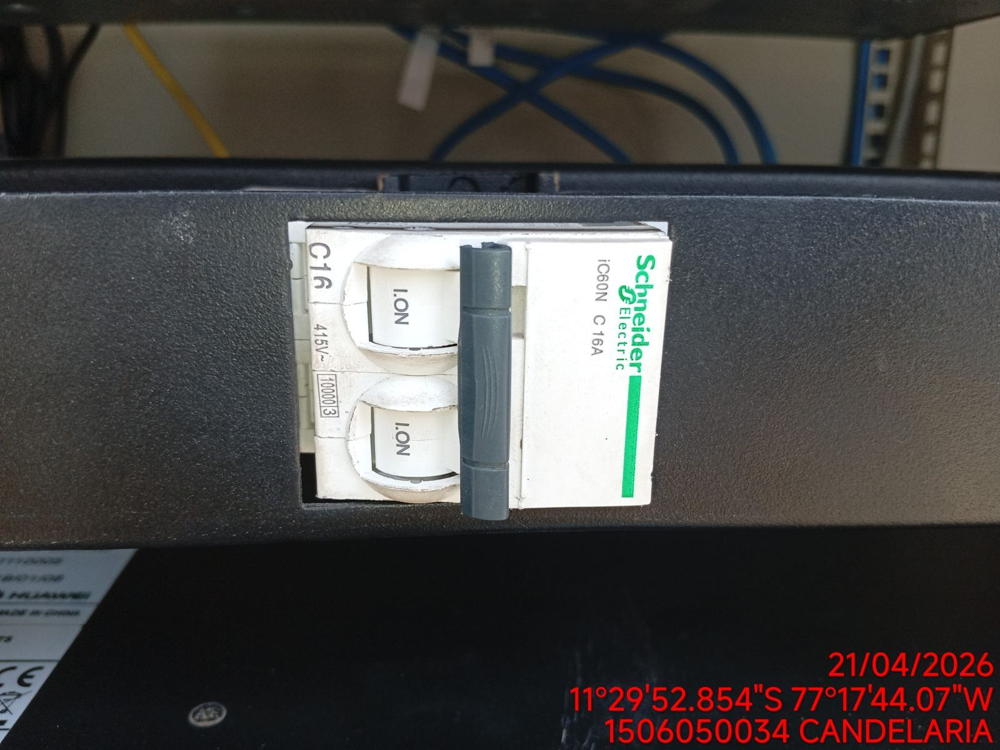 C16
415V~
10000 3
I.ON
I.ON
iC60N C 16A
Schneider
Electric
HUAWEI
MADE IN CHINA
CE
21/04/2026
11°29'52.854"S 77°17'44.07"W
1506050034 CANDELARIA